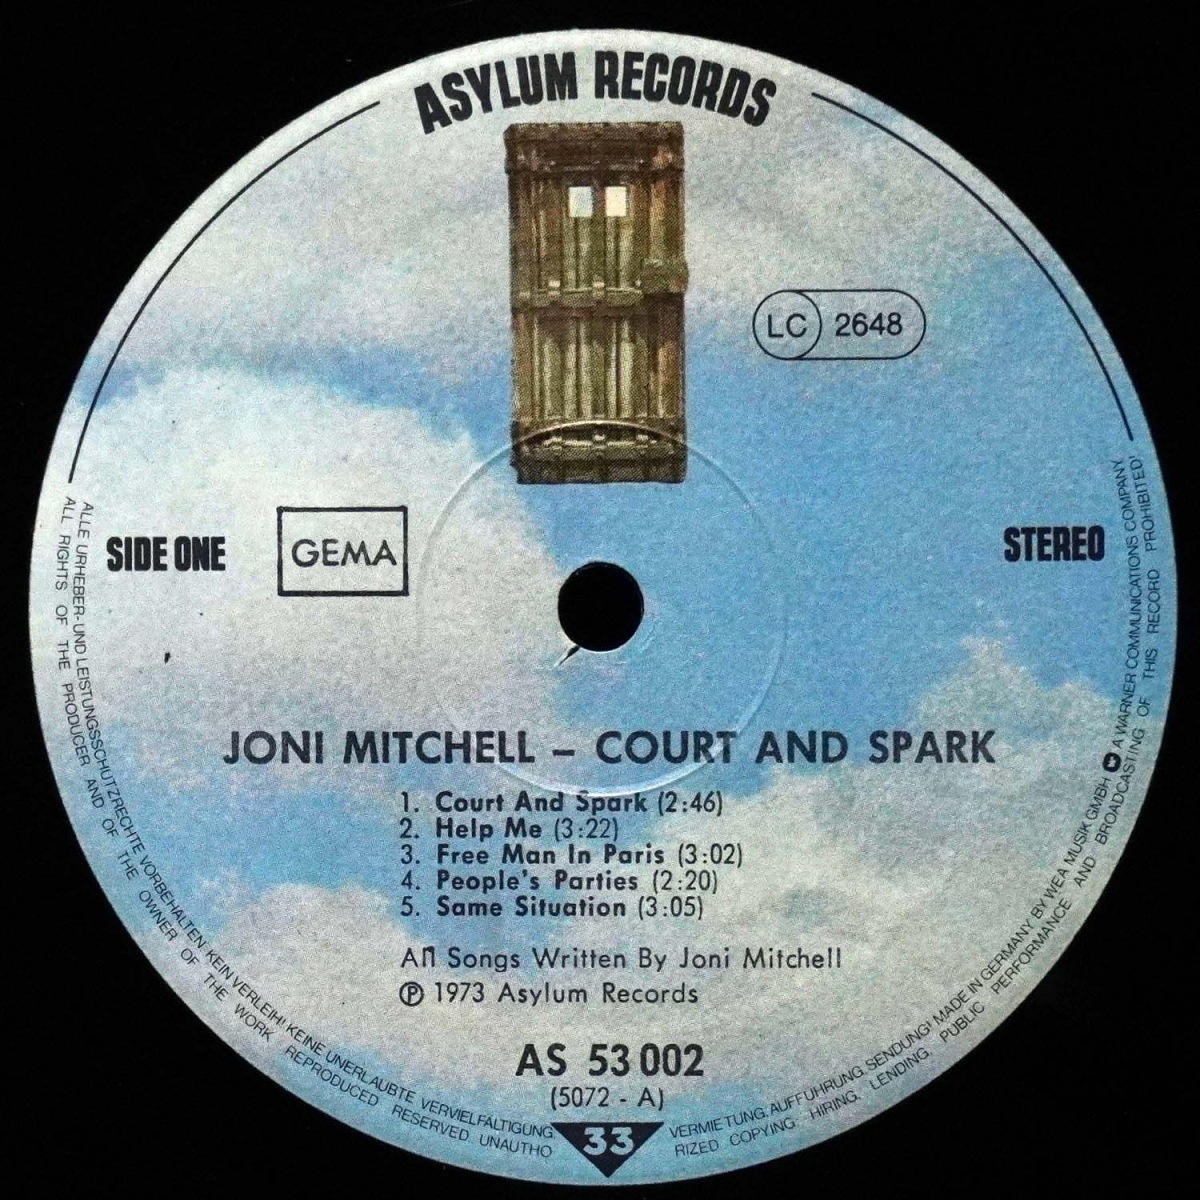 ASYLUM RECORDS
LC 2648
SIDE ONE
GEMA
STEREO
JONI MITCHELL – COURT AND SPARK
1. Court And Spark (2:46)
2. Help Me (3:22)
3. Free Man In Paris (3:02)
4. People's Parties (2:20)
5. Same Situation (3:05)
All Songs Written By Joni Mitchell
℗ 1973 Asylum Records
AS 53 002
(5072 - A)
33
ALLE URHEBER- UND LEISTUNGSSCHUTZRECHTE VORBEHALTEN KEIN VERLEIH! KEINE UNERLAUBTE VERVIELFÄLTIGUNG, VERMIETUNG, AUFFÜHRUNG, SENDUNG! MADE IN GERMANY BY WEA MUSIK GMBH A WARNER COMMUNICATIONS COMPANY
ALL RIGHTS OF THE PRODUCER AND OF THE OWNER OF THE WORK REPRODUCED RESERVED UNAUTHORIZED COPYING, HIRING, LENDING, PUBLIC PERFORMANCE AND BROADCASTING OF THIS RECORD PROHIBITED!